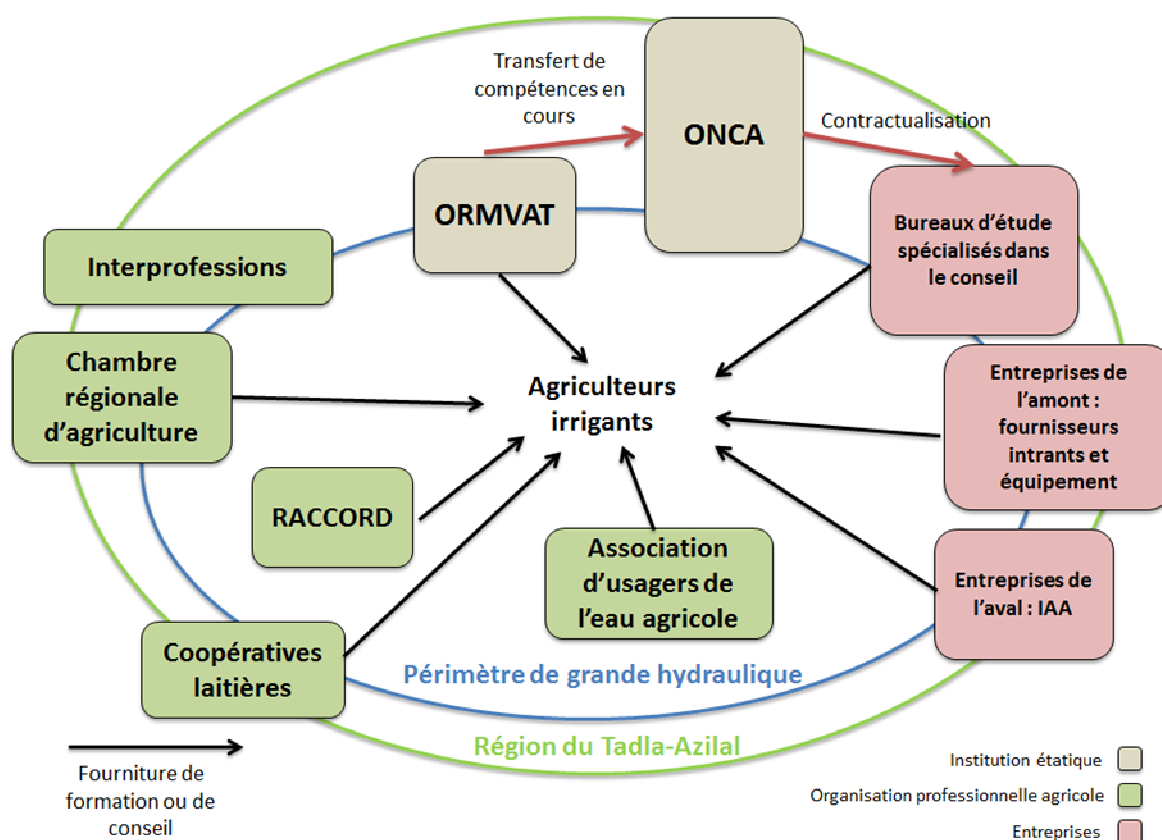 Transfert de
compétences en
cours
ONCA
Contractualisation
ORMVAT
Bureaux d'étude
spécialisés dans
le conseil
Interprofessions
Chambre
régionale
d'agriculture
Agriculteurs
irrigants
Entreprises de
l'amont :
fournisseurs
intrants et
équipement
RACCORD
Association
d'usagers de
l'eau agricole
Entreprises de
l'aval : IAA
Coopératives
laitières
Périmètre de grande hydraulique
Région du Tadla-Azilal
Fourniture de
formation ou de
conseil
Institution étatique
Organisation professionnelle agricole
Entreprises